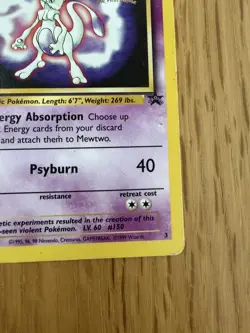 ic Pokémon. Length: 6'7", Weight: 269 lbs.
ergy Absorption Choose up
Energy cards from your discard
and attach them to Mewtwo.
Psyburn 40
resistance retreat cost
etic experiments resulted in the creation of this
-seen violent Pokémon. LV. 60 #150
©1995, 96, 98 Nintendo, Creatures, GAMEFREAK. ©1999 Wizards. 3